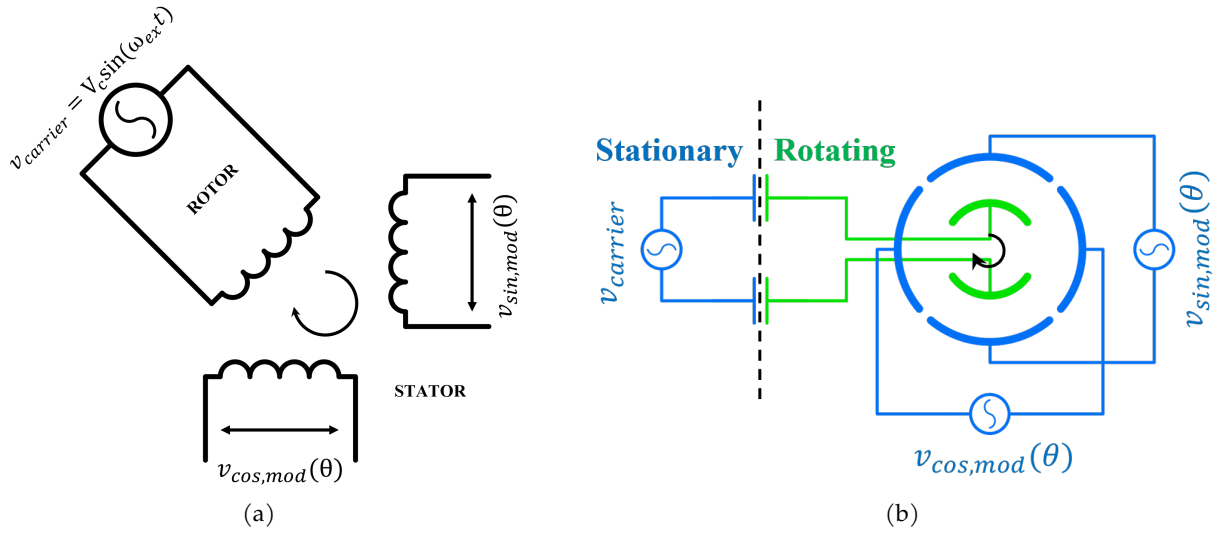 v_carrier = V_c sin(ω_ex t)
ROTOR
v_sin,mod(θ)
STATOR
v_cos,mod(θ)
(a)
Stationary Rotating
v_carrier
v_sin,mod(θ)
v_cos,mod(θ)
(b)